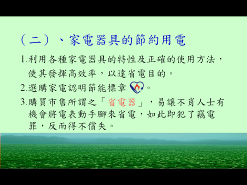 （二）、家電器具的節約用電
1.利用各種家電器具的特性及正確的使用方法，
使其發揮高效率，以達省電目的。
2.選購家電認明節能標章 。
3.購買市售所謂之「省電器」，易讓不肖人士有
機會將電表動手腳來省電，如此即犯了竊電
罪，反而得不償失。